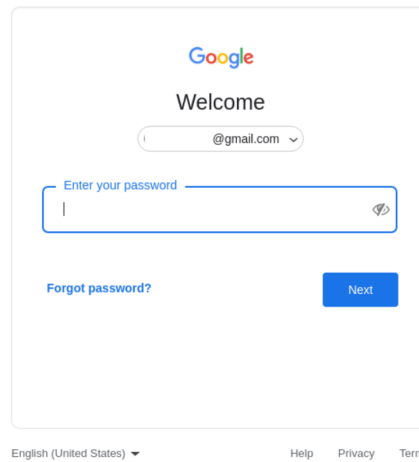 Google
Welcome
@gmail.com
Enter your password
Forgot password?
Next
English (United States)
Help
Privacy